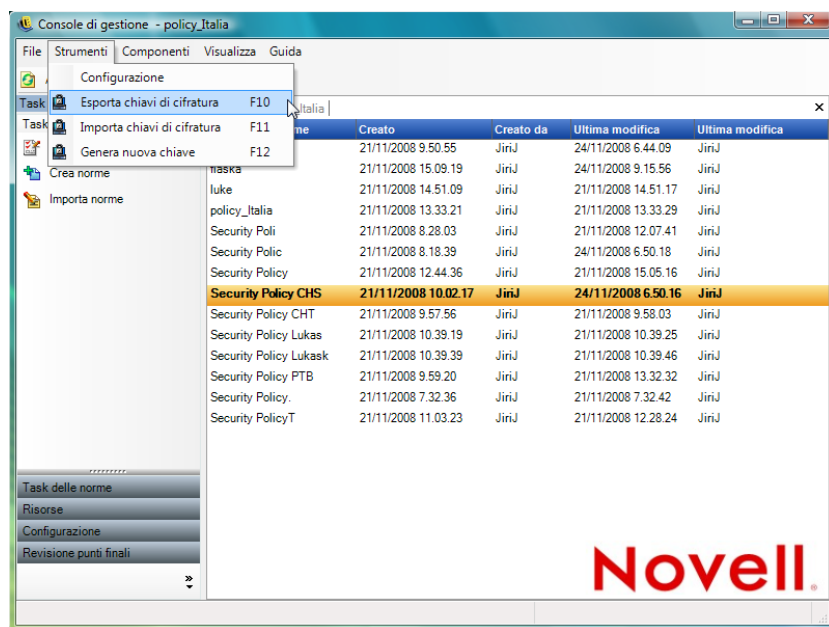 Console di gestione - policy_Italia
File Strumenti Componenti Visualizza Guida
Configurazione
Esporta chiavi di cifratura F10
Importa chiavi di cifratura F11
Genera nuova chiave F12
Task
Task
Crea norme
Importa norme
Italia
me Creato Creato da Ultima modifica Ultima modifica
21/11/2008 9.50.55 JiriJ 24/11/2008 6.44.09 JiriJ
fiaska 21/11/2008 15.09.19 JiriJ 24/11/2008 9.15.56 JiriJ
luke 21/11/2008 14.51.09 JiriJ 21/11/2008 14.51.17 JiriJ
policy_Italia 21/11/2008 13.33.21 JiriJ 21/11/2008 13.33.29 JiriJ
Security Poli 21/11/2008 8.28.03 JiriJ 21/11/2008 12.07.41 JiriJ
Security Polic 21/11/2008 8.18.39 JiriJ 24/11/2008 6.50.18 JiriJ
Security Policy 21/11/2008 12.44.36 JiriJ 21/11/2008 15.05.16 JiriJ
Security Policy CHS 21/11/2008 10.02.17 JiriJ 24/11/2008 6.50.16 JiriJ
Security Policy CHT 21/11/2008 9.57.56 JiriJ 21/11/2008 9.58.03 JiriJ
Security Policy Lukas 21/11/2008 10.39.19 JiriJ 21/11/2008 10.39.25 JiriJ
Security Policy Lukask 21/11/2008 10.39.39 JiriJ 21/11/2008 10.39.46 JiriJ
Security Policy PTB 21/11/2008 9.59.20 JiriJ 21/11/2008 13.32.32 JiriJ
Security Policy. 21/11/2008 7.32.36 JiriJ 21/11/2008 7.32.42 JiriJ
Security PolicyT 21/11/2008 11.03.23 JiriJ 21/11/2008 12.28.24 JiriJ
Task delle norme
Risorse
Configurazione
Revisione punti finali
Novell.